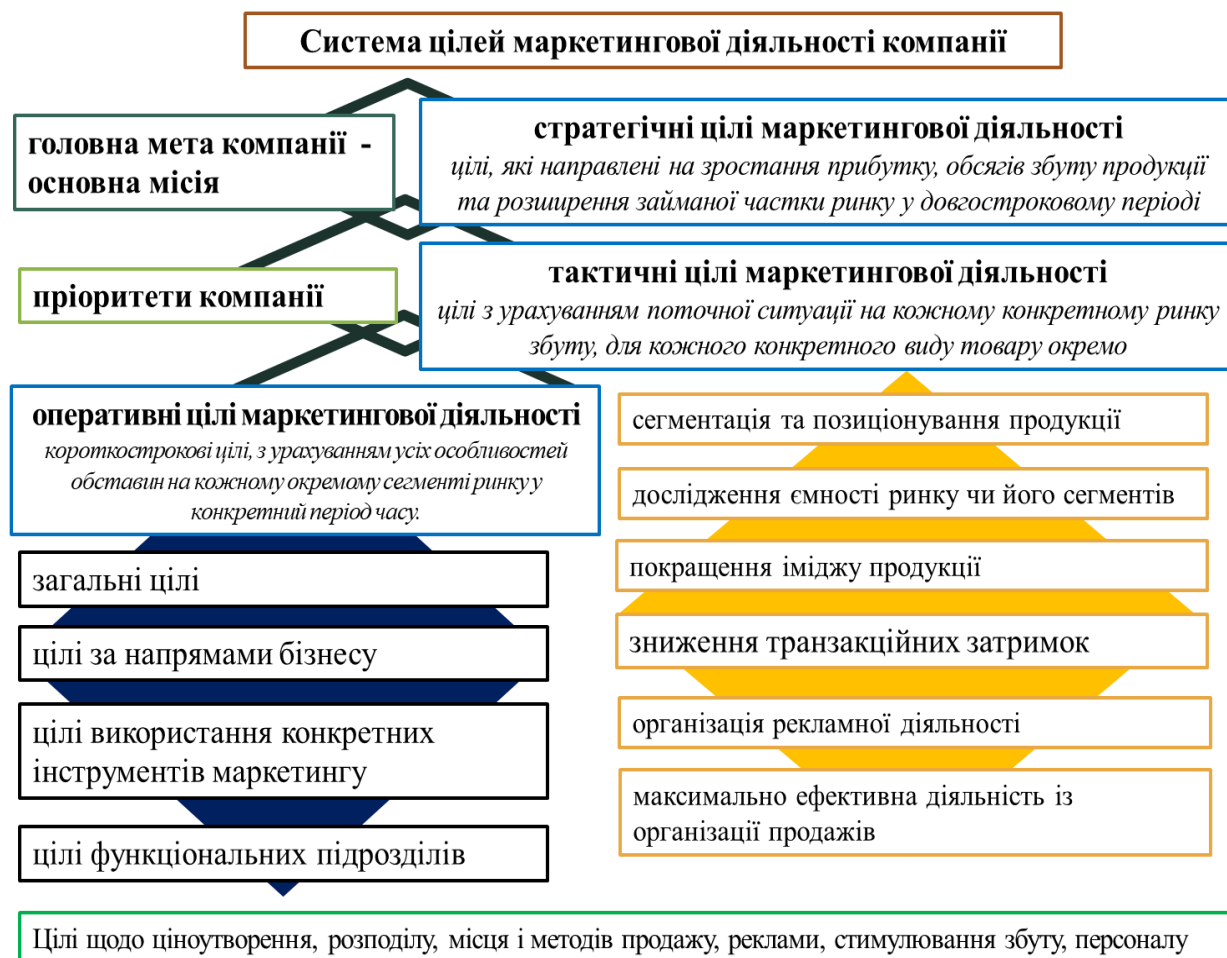 Система цілей маркетингової діяльності компанії
головна мета компанії -
основна місія
стратегічні цілі маркетингової діяльності
цілі, які направлені на зростання прибутку, обсягів збуту продукції
та розширення займаної частки ринку у довгостроковому періоді
пріоритети компанії
тактичні цілі маркетингової діяльності
цілі з урахуванням поточної ситуації на кожному конкретному ринку
збуту, для кожного конкретного виду товару окремо
оперативні цілі маркетингової діяльності
короткострокові цілі, з урахуванням усіх особливостей
обставин на кожному окремому сегменті ринку у
конкретний період часу.
загальні цілі
цілі за напрямами бізнесу
цілі використання конкретних
інструментів маркетингу
цілі функціональних підрозділів
сегментація та позиціонування продукції
дослідження ємності ринку чи його сегментів
покращення іміджу продукції
зниження транзакційних затримок
організація рекламної діяльності
максимально ефективна діяльність із
організації продажів
Цілі щодо ціноутворення, розподілу, місця і методів продажу, реклами, стимулювання збуту, персоналу